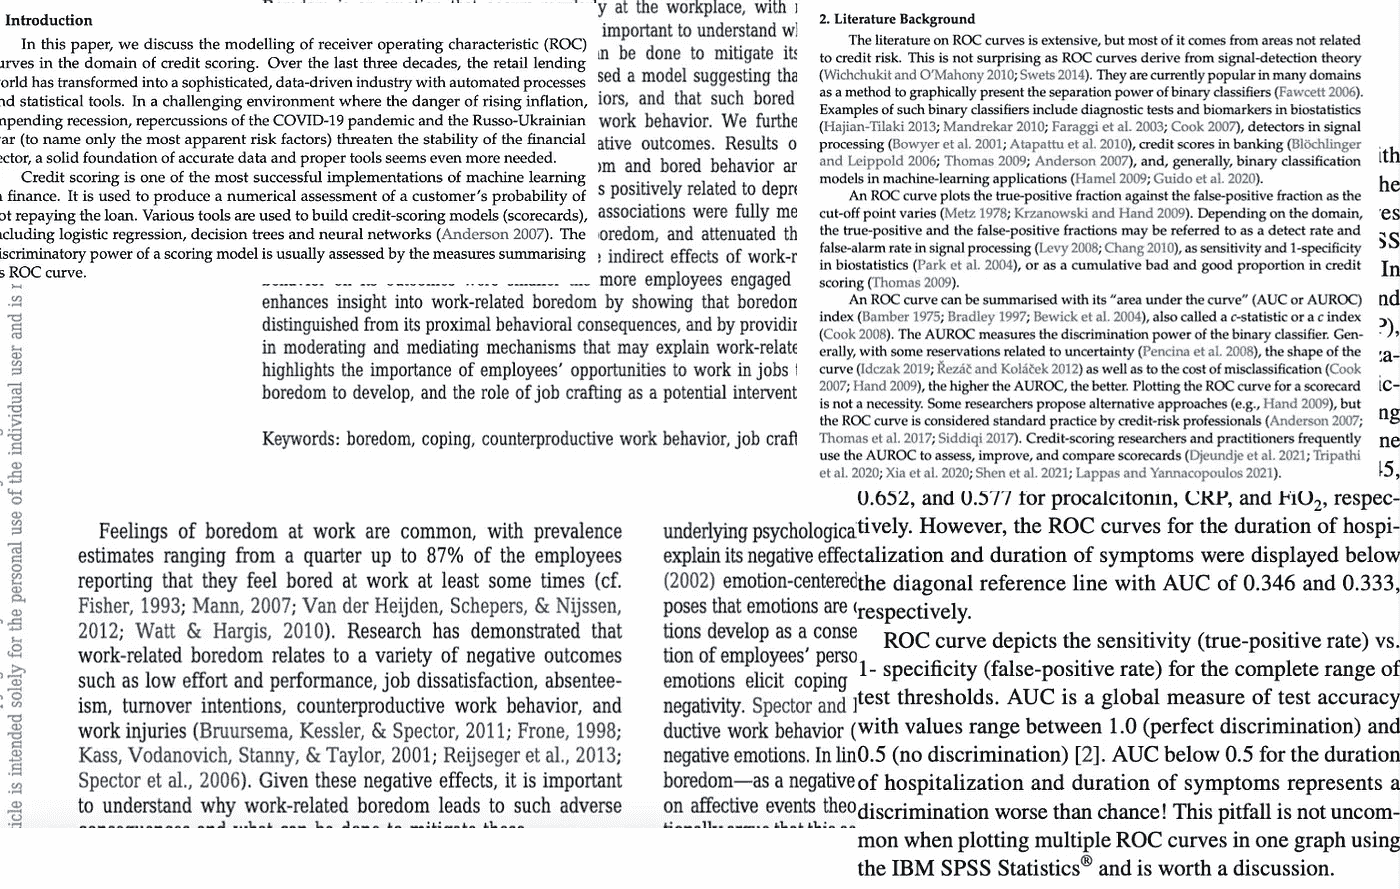 Introduction
In this paper, we discuss the modelling of receiver operating characteristic (ROC)
urves in the domain of credit scoring. Over the last three decades, the retail lending
world has transformed into a sophisticated, data-driven industry with automated processes
nd statistical tools. In a challenging environment where the danger of rising inflation,
mpending recession, repercussions of the COVID-19 pandemic and the Russo-Ukrainian
ar (to name only the most apparent risk factors) threaten the stability of the financial
ector, a solid foundation of accurate data and proper tools seems even more needed.
Credit scoring is one of the most successful implementations of machine learning
finance. It is used to produce a numerical assessment of a customer's probability of
ot repaying the loan. Various tools are used to build credit-scoring models (scorecards),
cluding logistic regression, decision trees and neural networks (Anderson 2007). The
iscriminatory power of a scoring model is usually assessed by the measures summarising
s ROC curve.
y at the workplace, with
important to understand wh
n be done to mitigate its
sed a model suggesting tha
iors, and that such bored
work behavior. We furthe
ative outcomes. Results o
om and bored behavior ar
s positively related to depre
associations were fully me
oredom, and attenuated th
indirect effects of work-r
more employees engaged
enhances insight into work-related boredom by showing that boredom
distinguished from its proximal behavioral consequences, and by providin
in moderating and mediating mechanisms that may explain work-relate
highlights the importance of employees' opportunities to work in jobs
boredom to develop, and the role of job crafting as a potential intervent
Keywords: boredom, coping, counterproductive work behavior, job craft
icle is intended solely for the personal use of the individual user and is
Feelings of boredom at work are common, with prevalence
estimates ranging from a quarter up to 87% of the employees
reporting that they feel bored at work at least some times (cf.
Fisher, 1993; Mann, 2007; Van der Heijden, Schepers, & Nijssen,
2012; Watt & Hargis, 2010). Research has demonstrated that
work-related boredom relates to a variety of negative outcomes
such as low effort and performance, job dissatisfaction, absentee-
ism, turnover intentions, counterproductive work behavior, and
work injuries (Bruursema, Kessler, & Spector, 2011; Frone, 1998;
Kass, Vodanovich, Stanny, & Taylor, 2001; Reijseger et al., 2013;
Spector et al., 2006). Given these negative effects, it is important
to understand why work-related boredom leads to such adverse
underlying psychologica
explain its negative effec
(2002) emotion-centered
poses that emotions are
tions develop as a conse
tion of employees' perso
emotions elicit coping
negativity. Spector and
ductive work behavior (
negative emotions. In lin
boredom—as a negative
on affective events theo
2. Literature Background
The literature on ROC curves is extensive, but most of it comes from areas not related
to credit risk. This is not surprising as ROC curves derive from signal-detection theory
(Wichchukit and O'Mahony 2010; Swets 2014). They are currently popular in many domains
as a method to graphically present the separation power of binary classifiers (Fawcett 2006).
Examples of such binary classifiers include diagnostic tests and biomarkers in biostatistics
(Hajian-Tilaki 2013; Mandrekar 2010; Faraggi et al. 2003; Cook 2007), detectors in signal
processing (Bowyer et al. 2001; Atapattu et al. 2010), credit scores in banking (Blöchlinger
and Leippold 2006; Thomas 2009; Anderson 2007), and, generally, binary classification
models in machine-learning applications (Hamel 2009; Guido et al. 2020).
An ROC curve plots the true-positive fraction against the false-positive fraction as the
cut-off point varies (Metz 1978; Krzanowski and Hand 2009). Depending on the domain,
the true-positive and the false-positive fractions may be referred to as a detect rate and
false-alarm rate in signal processing (Levy 2008; Chang 2010), as sensitivity and 1-specificity
in biostatistics (Park et al. 2004), or as a cumulative bad and good proportion in credit
scoring (Thomas 2009).
An ROC curve can be summarised with its "area under the curve" (AUC or AUROC)
index (Bamber 1975; Bradley 1997; Bewick et al. 2004), also called a c-statistic or a c index
(Cook 2008). The AUROC measures the discrimination power of the binary classifier. Gen-
erally, with some reservations related to uncertainty (Pencina et al. 2008), the shape of the
curve (Idczak 2019; Řezáč and Koláček 2012) as well as to the cost of misclassification (Cook
2007; Hand 2009), the higher the AUROC, the better. Plotting the ROC curve for a scorecard
is not a necessity. Some researchers propose alternative approaches (e.g., Hand 2009), but
the ROC curve is considered standard practice by credit-risk professionals (Anderson 2007;
Thomas et al. 2017; Siddiqi 2017). Credit-scoring researchers and practitioners frequently
use the AUROC to assess, improve, and compare scorecards (Djeundje et al. 2021; Tripathi
et al. 2020; Xia et al. 2020; Shen et al. 2021; Lappas and Yannacopoulos 2021).
ith
he
es
SS
In
nd
?),
a-
ic-
ng
ne
45,
0.652, and 0.577 for procalcitonin, CRP, and FiO₂, respec-
tively. However, the ROC curves for the duration of hospi-
talization and duration of symptoms were displayed below
the diagonal reference line with AUC of 0.346 and 0.333,
respectively.
ROC curve depicts the sensitivity (true-positive rate) vs.
1- specificity (false-positive rate) for the complete range of
test thresholds. AUC is a global measure of test accuracy
with values range between 1.0 (perfect discrimination) and
0.5 (no discrimination) [2]. AUC below 0.5 for the duration
of hospitalization and duration of symptoms represents a
discrimination worse than chance! This pitfall is not uncom-
mon when plotting multiple ROC curves in one graph using
the IBM SPSS Statistics® and is worth a discussion.